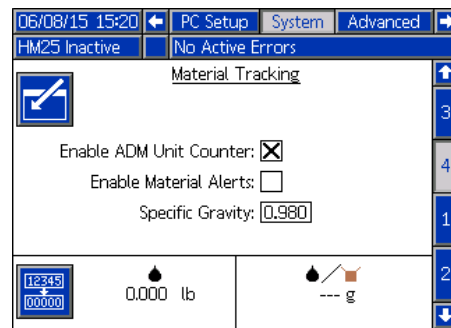 06/08/15 15:20 PC Setup System Advanced
HM25 Inactive No Active Errors
Material Tracking
3
Enable ADM Unit Counter:
4
Enable Material Alerts:
Specific Gravity: 0.980
1
2
12345
00000
0.000 lb
/
--- g